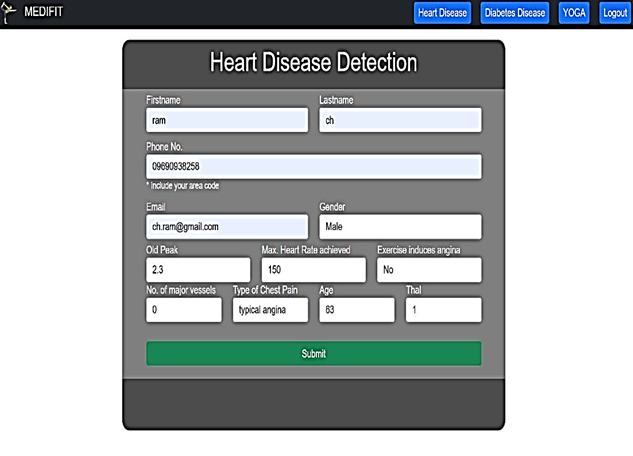 MEDIFIT Heart Disease Diabetes Disease YOGA Logout
Heart Disease Detection
Firstname Lastname
ram ch
Phone No.
09690938258
* Include your area code
Email Gender
ch.ram@gmail.com Male
Old Peak Max. Heart Rate achieved Exercise induces angina
2.3 150 No
No. of major vessels Type of Chest Pain Age Thal
0 typical angina 63 1
Submit